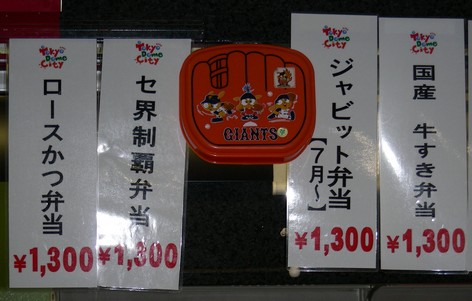 Tokyo
Dome
City
ロースかつ弁当
¥1,300
Tokyo
Dome
City
セ界制覇弁当
¥1,300
GIANTS
Tokyo
Dome
City
ジャビット弁当
【7月~】
¥1,300
Tokyo
Dome
City
国産 牛すき弁当
¥1,300